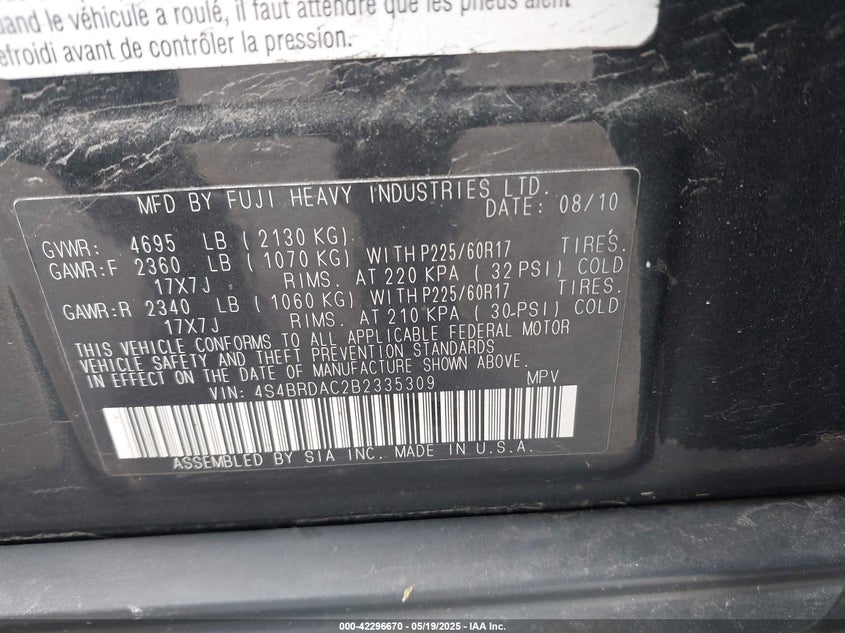 uand le véhicule a roulé, il faut attendre que les pneus aient
efroidi avant de contrôler la pression.
MFD BY FUJI HEAVY INDUSTRIES LTD.
DATE: 08/10
GVWR: 4695 LB ( 2130 KG).
GAWR:F 2360 LB ( 1070 KG) WITH P225/60R17 TIRES.
17X7J RIMS. AT 220 KPA ( 32 PSI) COLD
GAWR:R 2340 LB ( 1060 KG) WITH P225/60R17 TIRES.
17X7J RIMS. AT 210 KPA ( 30-PSI) COLD
THIS VEHICLE CONFORMS TO ALL APPLICABLE FEDERAL MOTOR
VEHICLE SAFETY AND THEFT PREVENTION STANDARDS
IN EFFECT ON THE DATE OF MANUFACTURE SHOWN ABOVE.
VIN: 4S4BRDAC2B2335309 MPV
ASSEMBLED BY SIA INC. MADE IN U.S.A.
000-42296670 - 05/19/2025 - IAA Inc.